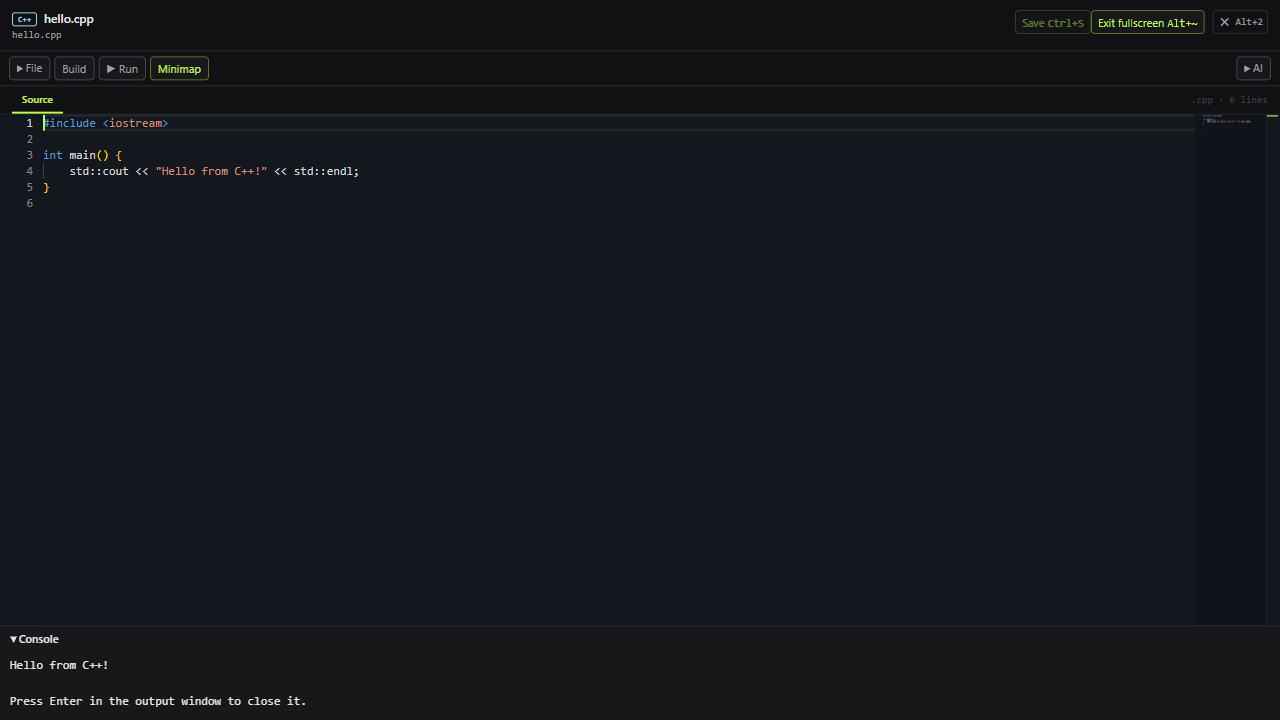 C++ hello.cpp
hello.cpp
Save Ctrl+S Exit fullscreen Alt+~ ✕ Alt+2
▶ File Build ▶ Run Minimap ▶ AI
Source .cpp · 6 lines
1 #include <iostream>
2
3 int main() {
4     std::cout << "Hello from C++!" << std::endl;
5 }
6
▼ Console
Hello from C++!
Press Enter in the output window to close it.